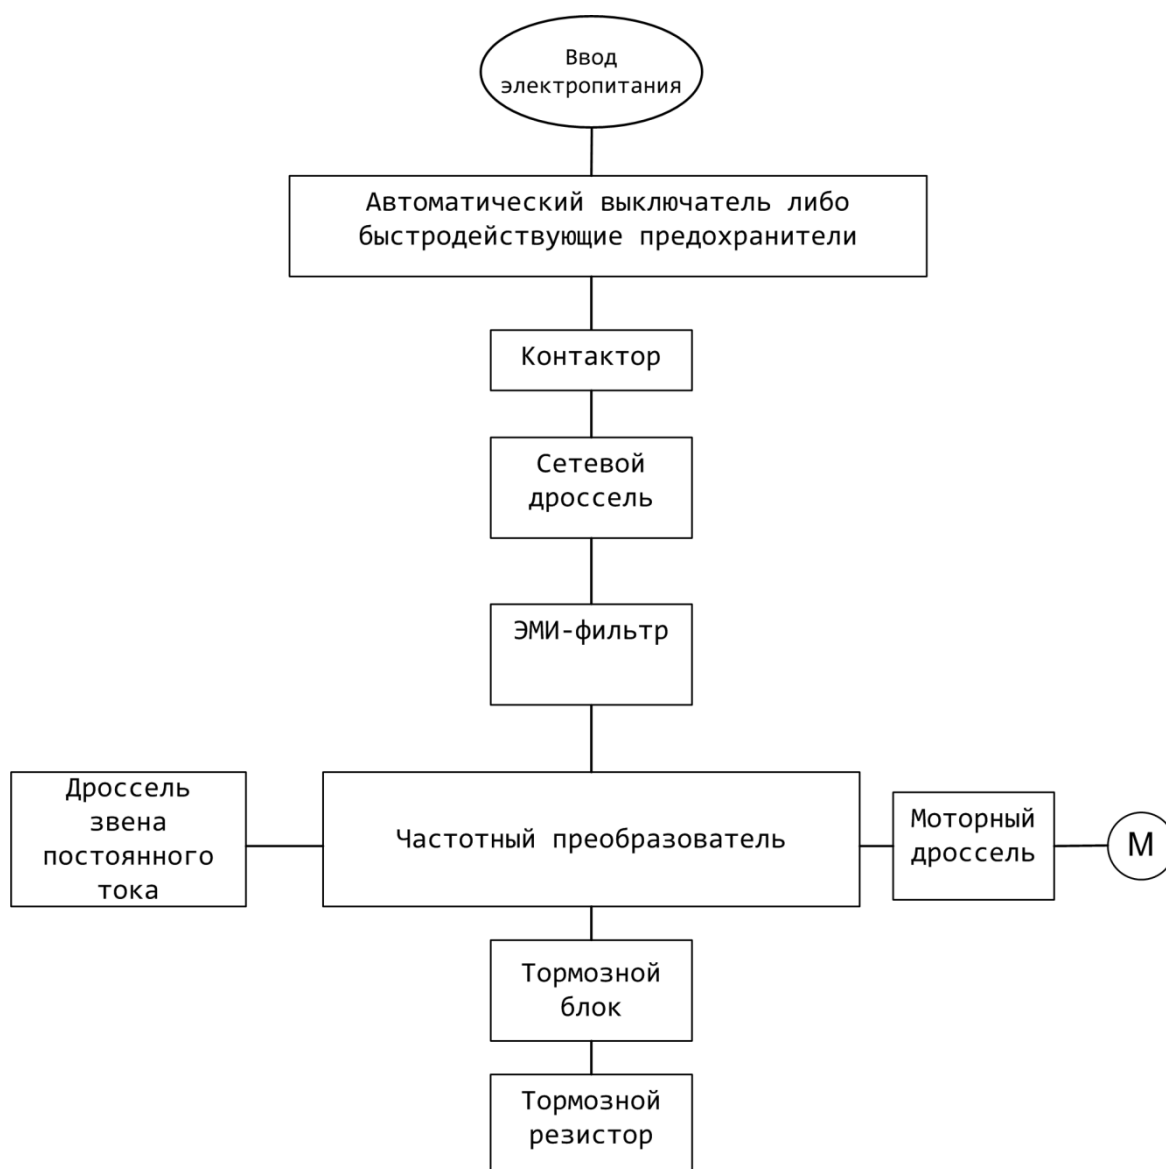 Ввод
электропитания
Автоматический выключатель либо
быстродействующие предохранители
Контактор
Сетевой
дроссель
ЭМИ-фильтр
Дроссель
звена
постоянного
тока
Частотный преобразователь
Моторный
дроссель
М
Тормозной
блок
Тормозной
резистор